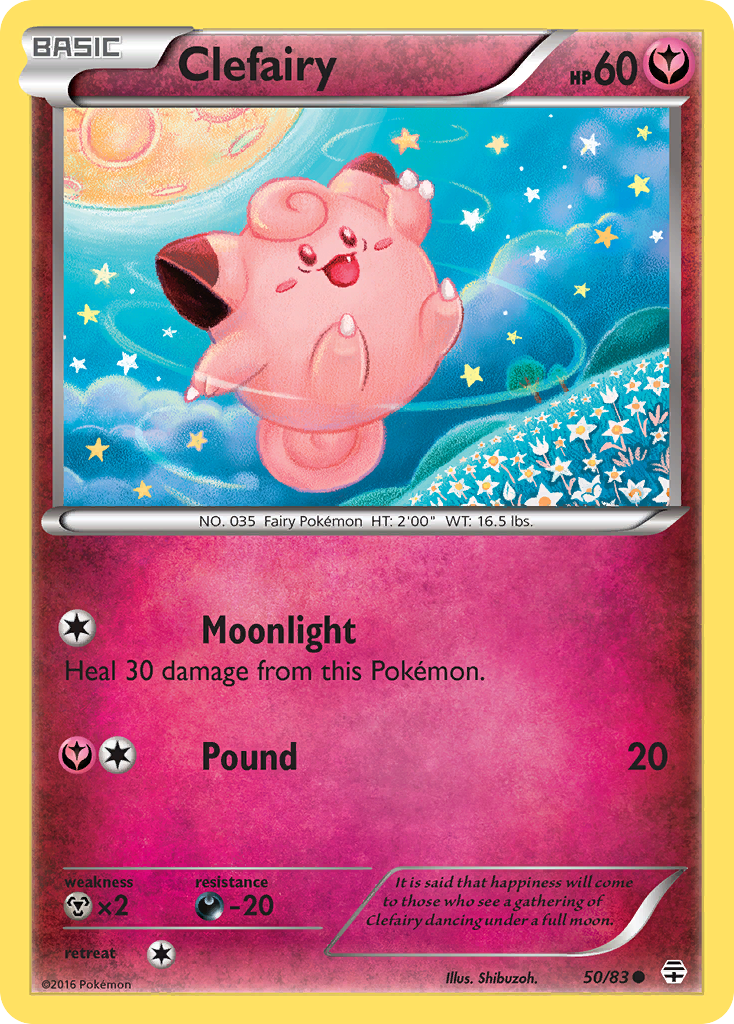 BASIC Clefairy HP60
NO. 035 Fairy Pokémon HT: 2'00" WT: 16.5 lbs.
Moonlight
Heal 30 damage from this Pokémon.
Pound 20
weakness resistance
×2 -20
retreat
It is said that happiness will come
to those who see a gathering of
Clefairy dancing under a full moon.
©2016 Pokémon Illus. Shibuzoh. 50/83